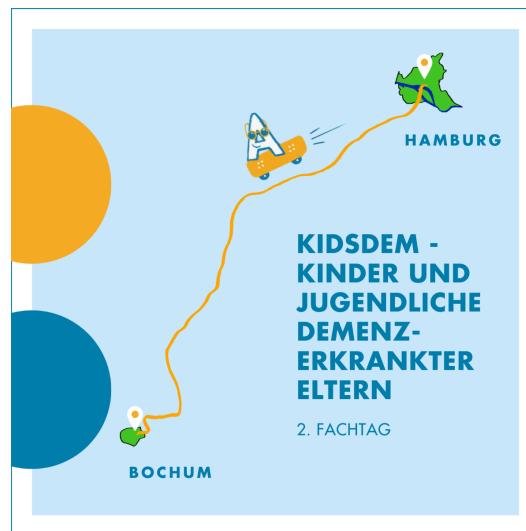 HAMBURG
KIDSDEM -
KINDER UND
JUGENDLICHE
DEMENZ-
ERKRANKTER
ELTERN
2. FACHTAG
BOCHUM